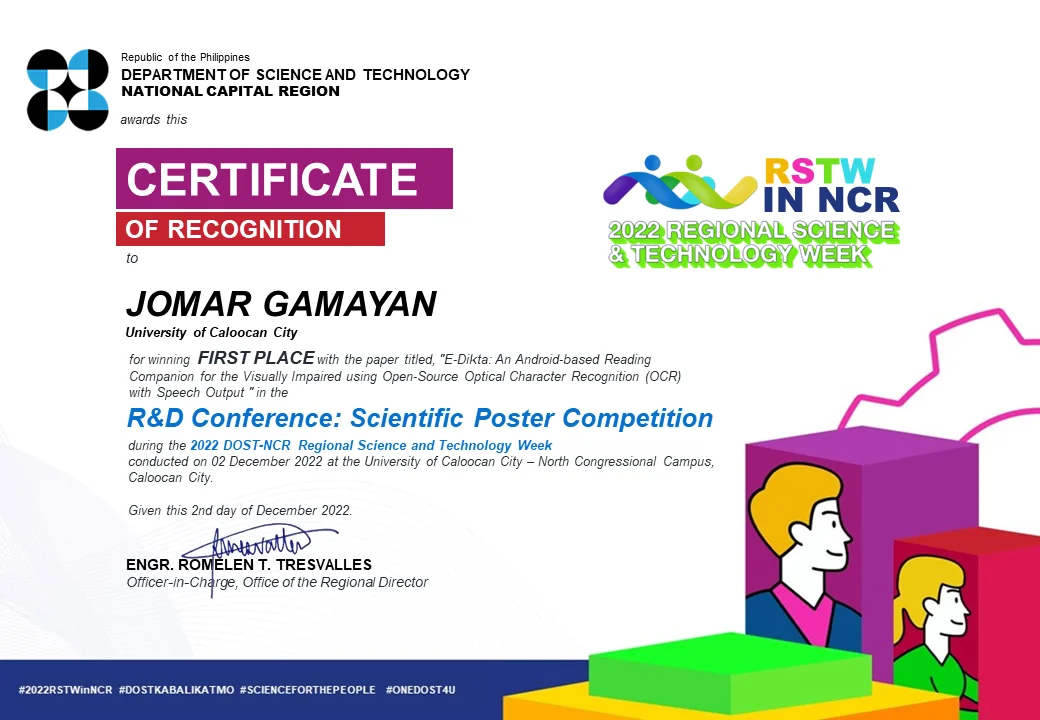 Republic of the Philippines
DEPARTMENT OF SCIENCE AND TECHNOLOGY
NATIONAL CAPITAL REGION
awards this
CERTIFICATE
OF RECOGNITION
to
RSTW
IN NCR
2022 REGIONAL SCIENCE
& TECHNOLOGY WEEK
JOMAR GAMAYAN
University of Caloocan City
for winning FIRST PLACE with the paper titled, "E-Dikta: An Android-based Reading
Companion for the Visually Impaired using Open-Source Optical Character Recognition (OCR)
with Speech Output " in the
R&D Conference: Scientific Poster Competition
during the 2022 DOST-NCR Regional Science and Technology Week
conducted on 02 December 2022 at the University of Caloocan City – North Congressional Campus,
Caloocan City.
Given this 2nd day of December 2022.
ENGR. ROMELEN T. TRESVALLES
Officer-in-Charge, Office of the Regional Director
#2022RSTWinNCR #DOSTKABALIKATMO #SCIENCEFORTHEPEOPLE #ONEDOST4U